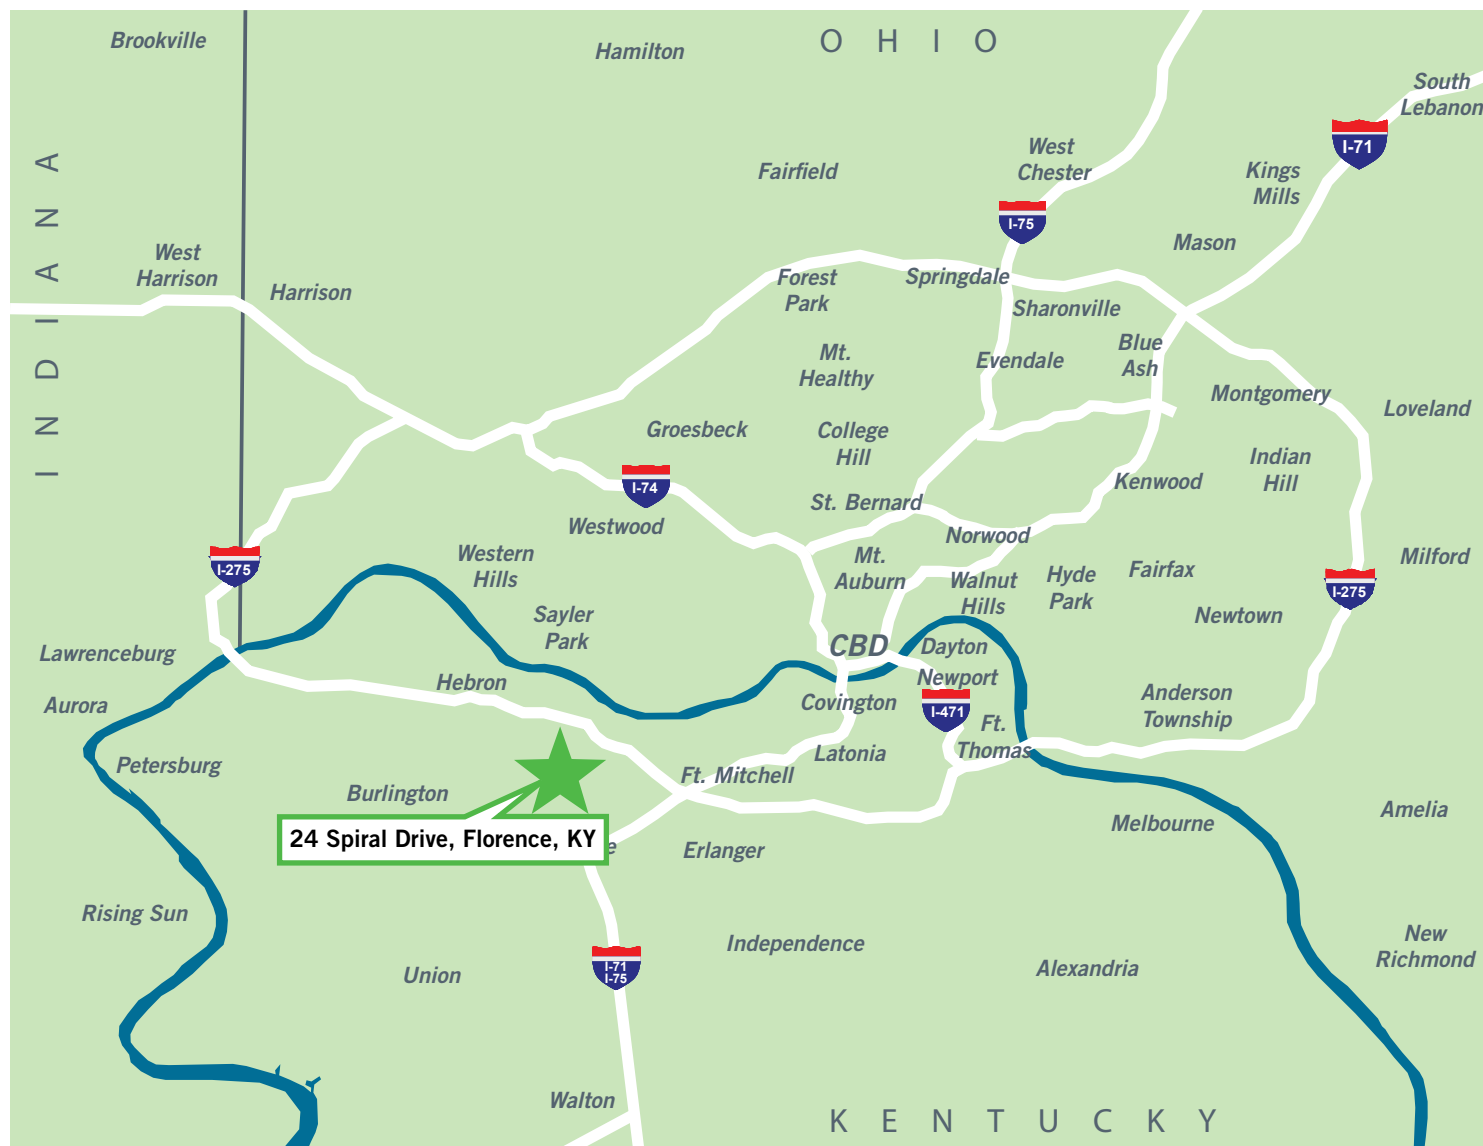 Brookville
Hamilton
OHIO
South
Lebanon
I-71
West
Chester
Fairfield
Kings
Mills
I-75
INDIANA
Mason
West
Harrison
Harrison
Forest
Park
Springdale
Sharonville
Blue
Ash
Mt.
Healthy
Evendale
Montgomery
Loveland
Groesbeck
College
Hill
Indian
Hill
I-74
Kenwood
St. Bernard
Westwood
Norwood
Western
Hills
I-275
Mt.
Auburn
Walnut
Hills
Hyde
Park
Fairfax
Milford
I-275
Sayler
Park
Newtown
Lawrenceburg
CBD
Dayton
Hebron
Newport
Aurora
Covington
I-471
Anderson
Township
Ft.
Thomas
Latonia
Petersburg
Ft. Mitchell
Burlington
Amelia
Melbourne
24 Spiral Drive, Florence, KY
e
Erlanger
Rising Sun
Independence
New
Richmond
Union
I-71
I-75
Alexandria
Walton
KENTUCKY